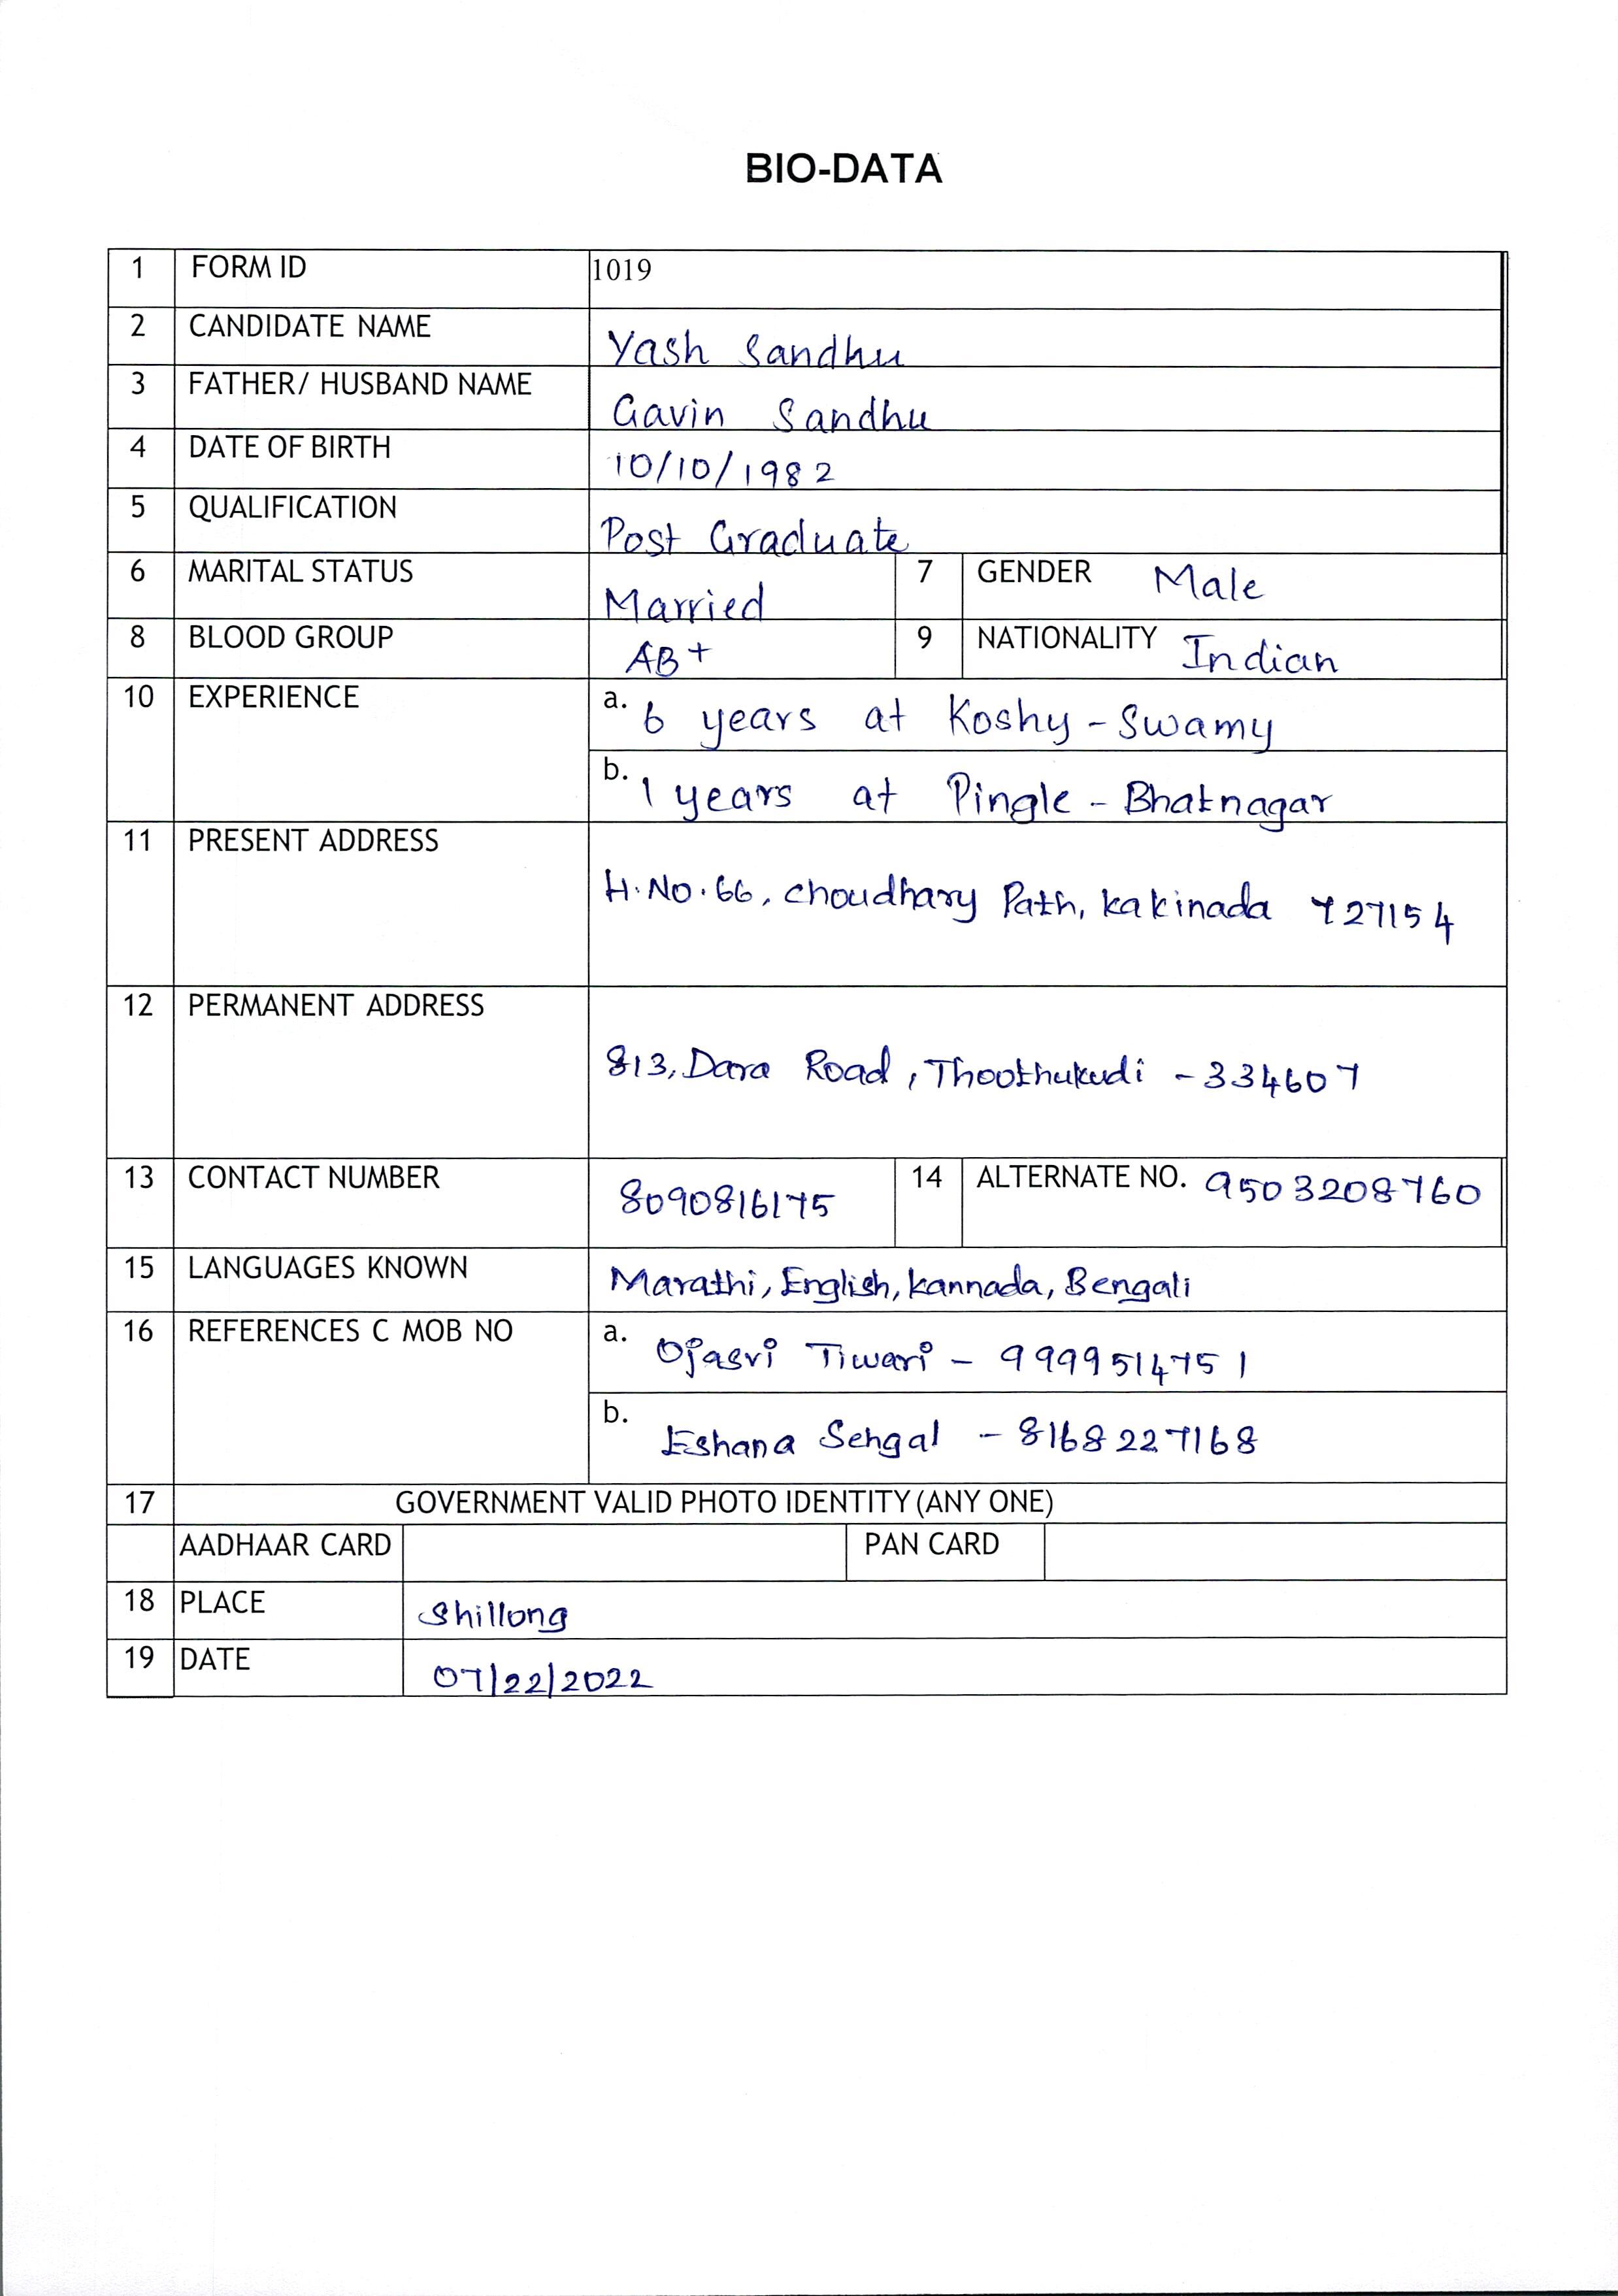 BIO-DATA
1 FORM ID 1019
2 CANDIDATE NAME Yash Sandhu
3 FATHER/ HUSBAND NAME Gavin Sandhu
4 DATE OF BIRTH 10/10/1982
5 QUALIFICATION Post Graduate
6 MARITAL STATUS Married 7 GENDER Male
8 BLOOD GROUP AB+ 9 NATIONALITY Indian
10 EXPERIENCE a. 6 years at Koshy-Swamy
b. 1 years at Pingle-Bhatnagar
11 PRESENT ADDRESS
H.No.66, Choudhary Path, Kakinada 727154
12 PERMANENT ADDRESS
813, Dara Road, Thoothukudi -334607
13 CONTACT NUMBER 8090816175 14 ALTERNATE NO. 9503208760
15 LANGUAGES KNOWN Marathi, English, Kannada, Bengali
16 REFERENCES C MOB NO a. Ojasri Tiwari - 9999514751
b. Eshana Sehgal - 8168227168
17 GOVERNMENT VALID PHOTO IDENTITY (ANY ONE)
AADHAAR CARD PAN CARD
18 PLACE Shillong
19 DATE 07/22/2022